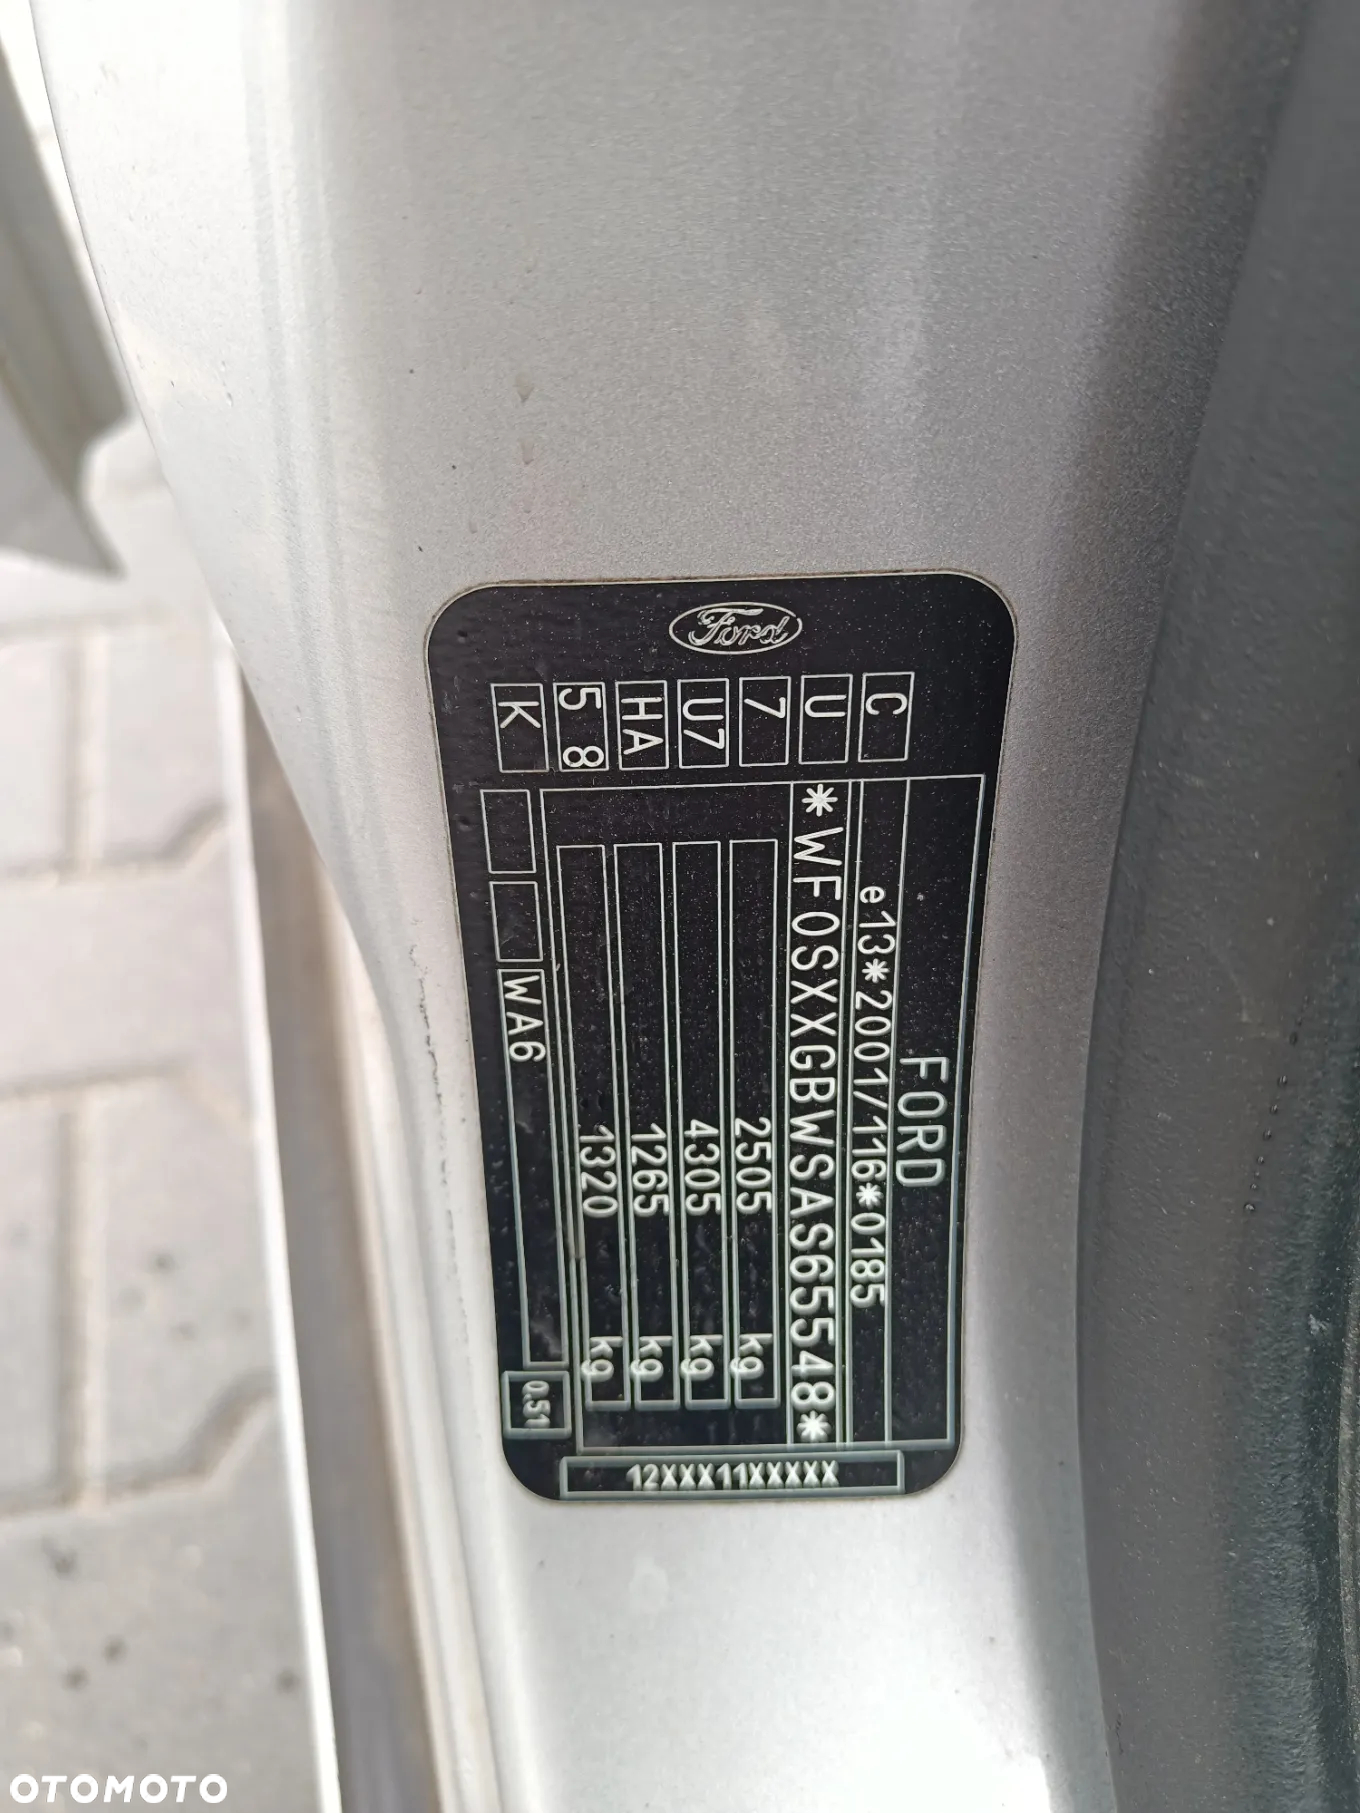 Ford
K
5 8
HA
U7
7
U
C
FORD
e13*2001/116*0185
*WF0SXXGBWSAS65548*
2505 kg
4305 kg
1265 kg
1320 kg
WA6
0.51
12XXX11XXXXX
OTOMOTO